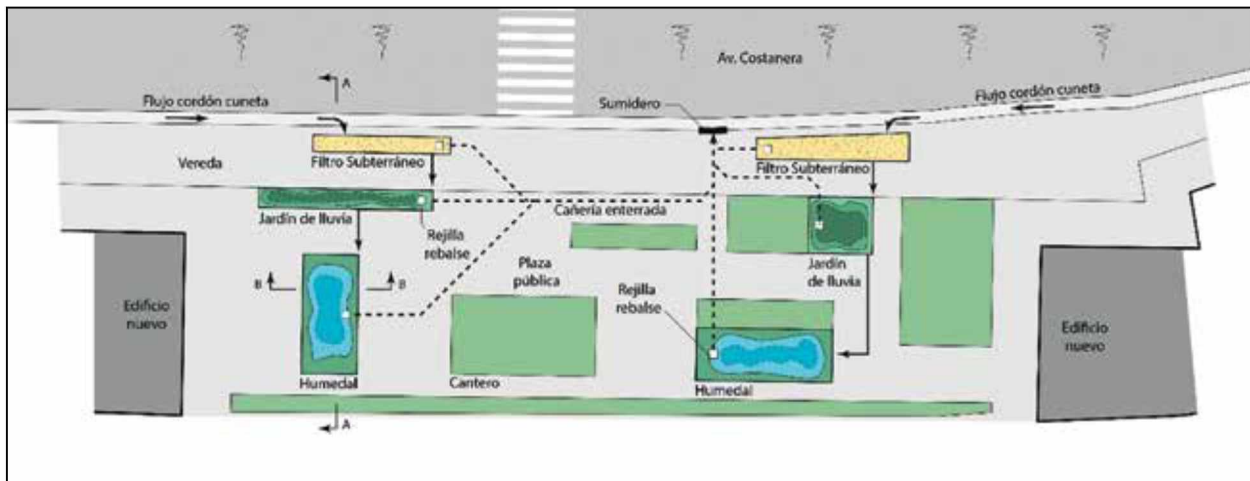 Av. Costanera
A
Flujo cordón cuneta
Sumidero
Flujo cordón cuneta
Vereda
Filtro Subterráneo
Filtro Subterráneo
Jardín de lluvia
Rejilla
rebalse
Cañería enterrada
Jardín
de lluvia
Plaza
pública
B
B
Rejilla
rebalse
Edificio
nuevo
Edificio
nuevo
Humedal
Cantero
Humedal
A